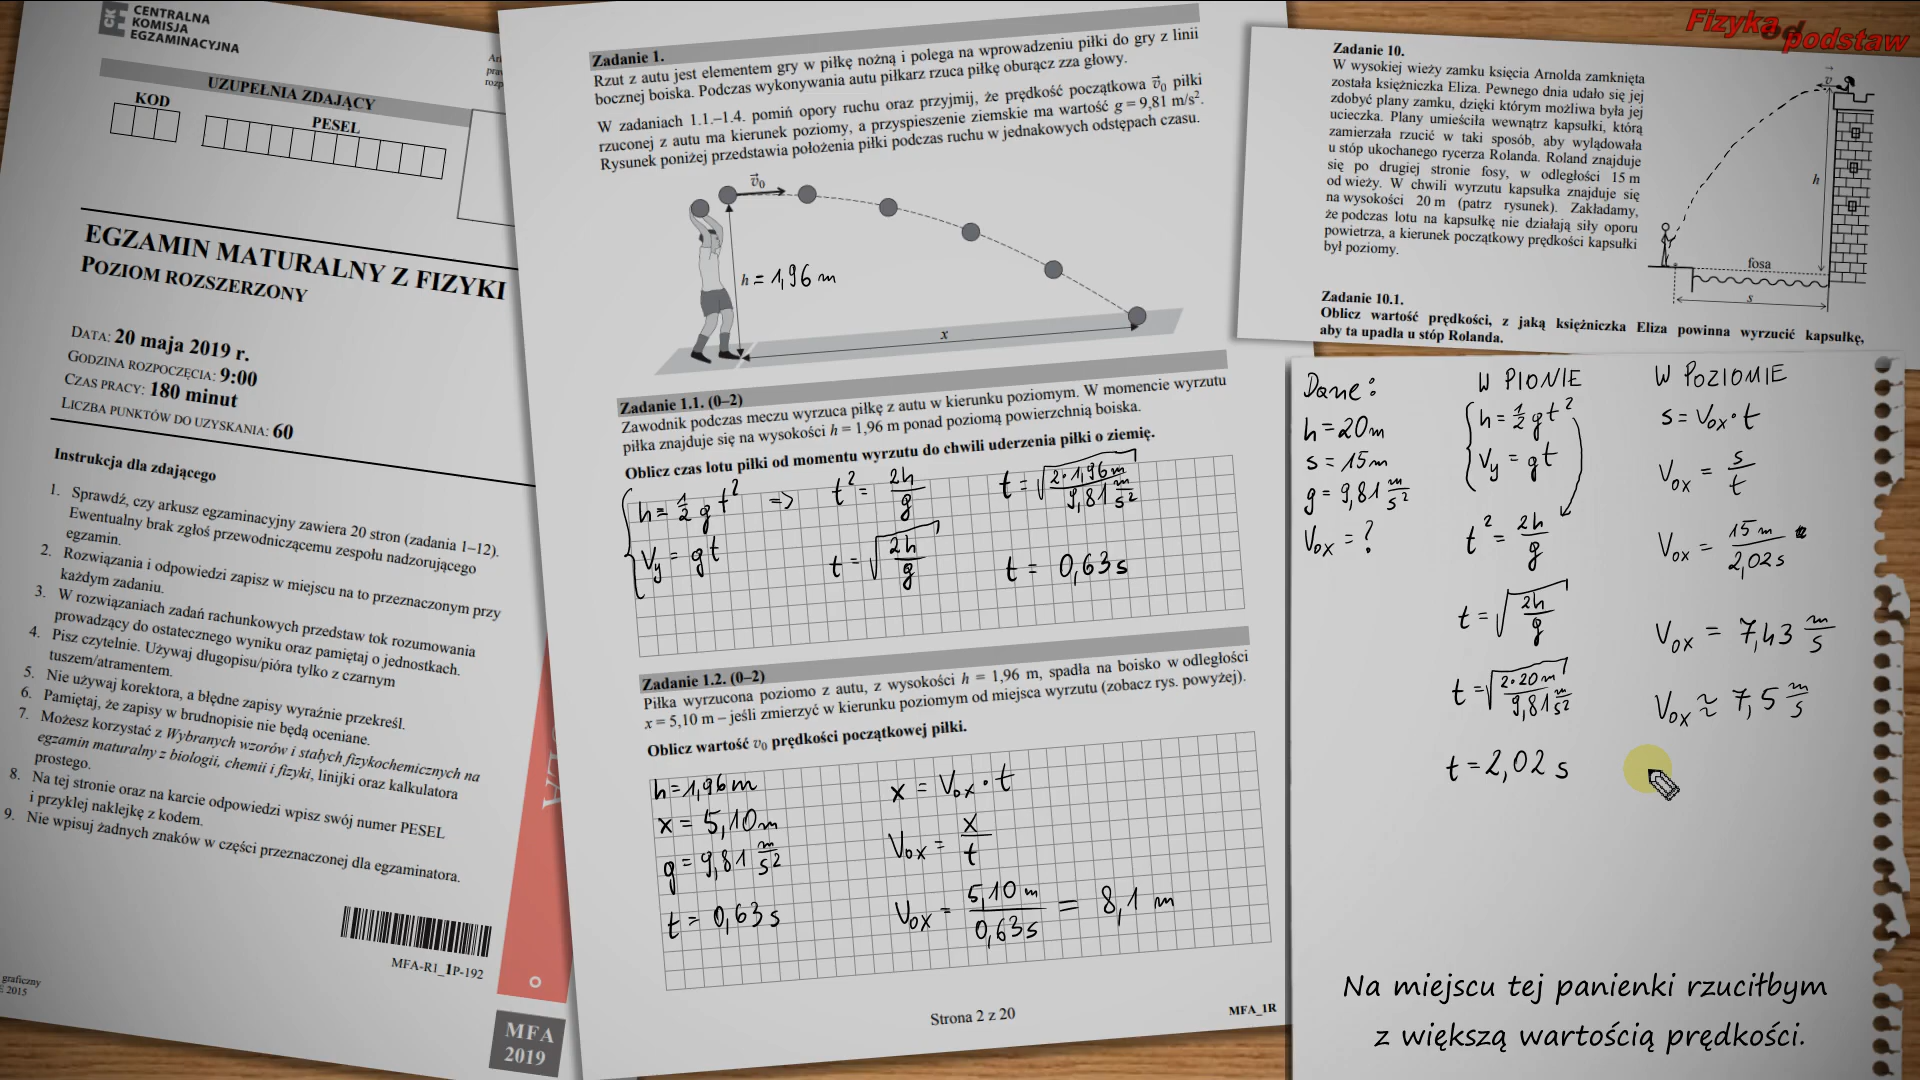 CENTRALNA
KOMISJA
EGZAMINACYJNA
UZUPEŁNIA ZDAJĄCY
KOD
PESEL
EGZAMIN MATURALNY Z FIZYKI
POZIOM ROZSZERZONY
DATA: 20 maja 2019 r.
GODZINA ROZPOCZĘCIA: 9:00
CZAS PRACY: 180 minut
LICZBA PUNKTÓW DO UZYSKANIA: 60
Instrukcja dla zdającego
1. Sprawdź, czy arkusz egzaminacyjny zawiera 20 stron (zadania 1–12).
Ewentualny brak zgłoś przewodniczącemu zespołu nadzorującego
egzamin.
2. Rozwiązania i odpowiedzi zapisz w miejscu na to przeznaczonym przy
każdym zadaniu.
3. W rozwiązaniach zadań rachunkowych przedstaw tok rozumowania
prowadzący do ostatecznego wyniku oraz pamiętaj o jednostkach.
4. Pisz czytelnie. Używaj długopisu/pióra tylko z czarnym
tuszem/atramentem.
5. Nie używaj korektora, a błędne zapisy wyraźnie przekreśl.
6. Pamiętaj, że zapisy w brudnopisie nie będą oceniane.
7. Możesz korzystać z Wybranych wzorów i stałych fizykochemicznych na
egzamin maturalny z biologii, chemii i fizyki, linijki oraz kalkulatora
prostego.
8. Na tej stronie oraz na karcie odpowiedzi wpisz swój numer PESEL
i przyklej naklejkę z kodem.
9. Nie wpisuj żadnych znaków w części przeznaczonej dla egzaminatora.
MFA-R1_1P-192
graficzny
2015
MFA
2019
Zadanie 1.
Rzut z autu jest elementem gry w piłkę nożną i polega na wprowadzeniu piłki do gry z linii
bocznej boiska. Podczas wykonywania autu piłkarz rzuca piłkę oburącz zza głowy.
W zadaniach 1.1.–1.4. pomiń opory ruchu oraz przyjmij, że prędkość początkowa v⃗₀ piłki
rzuconej z autu ma kierunek poziomy, a przyspieszenie ziemskie ma wartość g = 9,81 m/s².
Rysunek poniżej przedstawia położenia piłki podczas ruchu w jednakowych odstępach czasu.
v⃗₀
h = 1,96 m
x
Zadanie 1.1. (0–2)
Zawodnik podczas meczu wyrzuca piłkę z autu w kierunku poziomym. W momencie wyrzutu
piłka znajduje się na wysokości h = 1,96 m ponad poziomą powierzchnią boiska.
Oblicz czas lotu piłki od momentu wyrzutu do chwili uderzenia piłki o ziemię.
h = 1/2 g t² => t² = 2h/g t = √(2·1,96 m / 9,81 m/s²)
Vy = gt t = √(2h/g) t = 0,63 s
Zadanie 1.2. (0–2)
Piłka wyrzucona poziomo z autu, z wysokości h = 1,96 m, spadła na boisko w odległości
x = 5,10 m – jeśli zmierzyć w kierunku poziomym od miejsca wyrzutu (zobacz rys. powyżej).
Oblicz wartość v₀ prędkości początkowej piłki.
h = 1,96 m
x = 5,10 m
g = 9,81 m/s²
t = 0,63 s
x = Vox · t
Vox = x/t
Vox = 5,10 m / 0,63 s = 8,1 m
Strona 2 z 20
MFA_1R
Fizyka od podstaw
Zadanie 10.
W wysokiej wieży zamku księcia Arnolda zamknięta
została księżniczka Eliza. Pewnego dnia udało się jej
zdobyć plany zamku, dzięki którym możliwa była jej
ucieczka. Plany umieściła wewnątrz kapsułki, którą
zamierzała rzucić w taki sposób, aby wylądowała
u stóp ukochanego rycerza Rolanda. Roland znajduje
się po drugiej stronie fosy, w odległości 15 m
od wieży. W chwili wyrzutu kapsułka znajduje się
na wysokości 20 m (patrz rysunek). Zakładamy,
że podczas lotu na kapsułkę nie działają siły oporu
powietrza, a kierunek początkowy prędkości kapsułki
był poziomy.
v⃗
h
fosa
s
Zadanie 10.1.
Oblicz wartość prędkości, z jaką księżniczka Eliza powinna wyrzucić kapsułkę,
aby ta upadła u stóp Rolanda.
Dane:
h = 20 m
s = 15 m
g = 9,81 m/s²
Vox = ?
W PIONIE
h = 1/2 g t²
Vy = gt
t² = 2h/g
t = √(2h/g)
t = √(2·20 m / 9,81 m/s²)
t = 2,02 s
W POZIOMIE
s = Vox · t
Vox = s/t
Vox = 15 m / 2,02 s
Vox = 7,43 m/s
Vox ≈ 7,5 m/s
Na miejscu tej panienki rzuciłbym
z większą wartością prędkości.